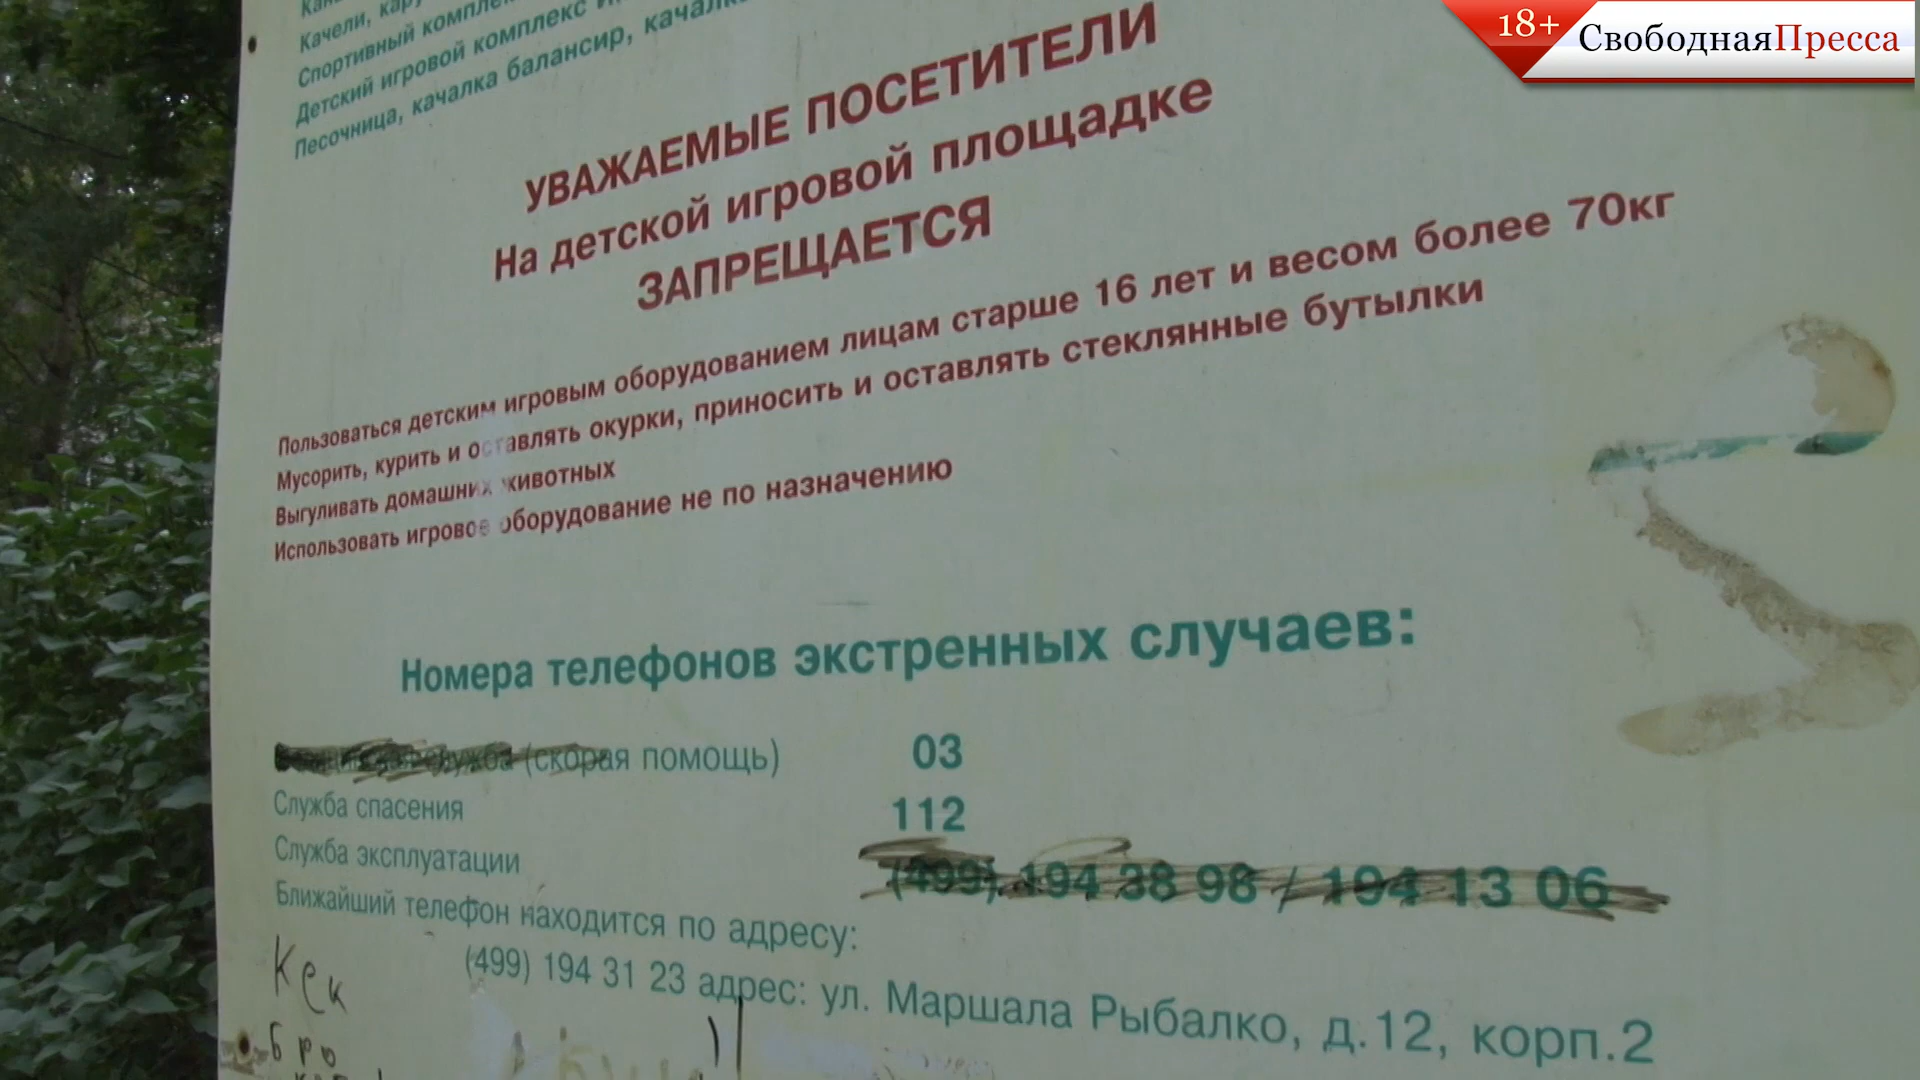 18+ СвободнаяПресса
Качели,
Спортивный
Детский игровой комплекс
Песочница, качалка балансир,
УВАЖАЕМЫЕ ПОСЕТИТЕЛИ
На детской игровой площадке
ЗАПРЕЩАЕТСЯ
Пользоваться детским игровым оборудованием лицам старше 16 лет и весом более 70кг
Мусорить, курить и оставлять окурки, приносить и оставлять стеклянные бутылки
Выгуливать домашних животных
Использовать игровое оборудование не по назначению
Номера телефонов экстренных случаев:
служба (скорая помощь) 03
Служба спасения 112
Служба эксплуатации (499) 194 38 98 / 194 13 06
Ближайший телефон находится по адресу:
(499) 194 31 23 адрес: ул. Маршала Рыбалко, д.12, корп.2
Кек
бро